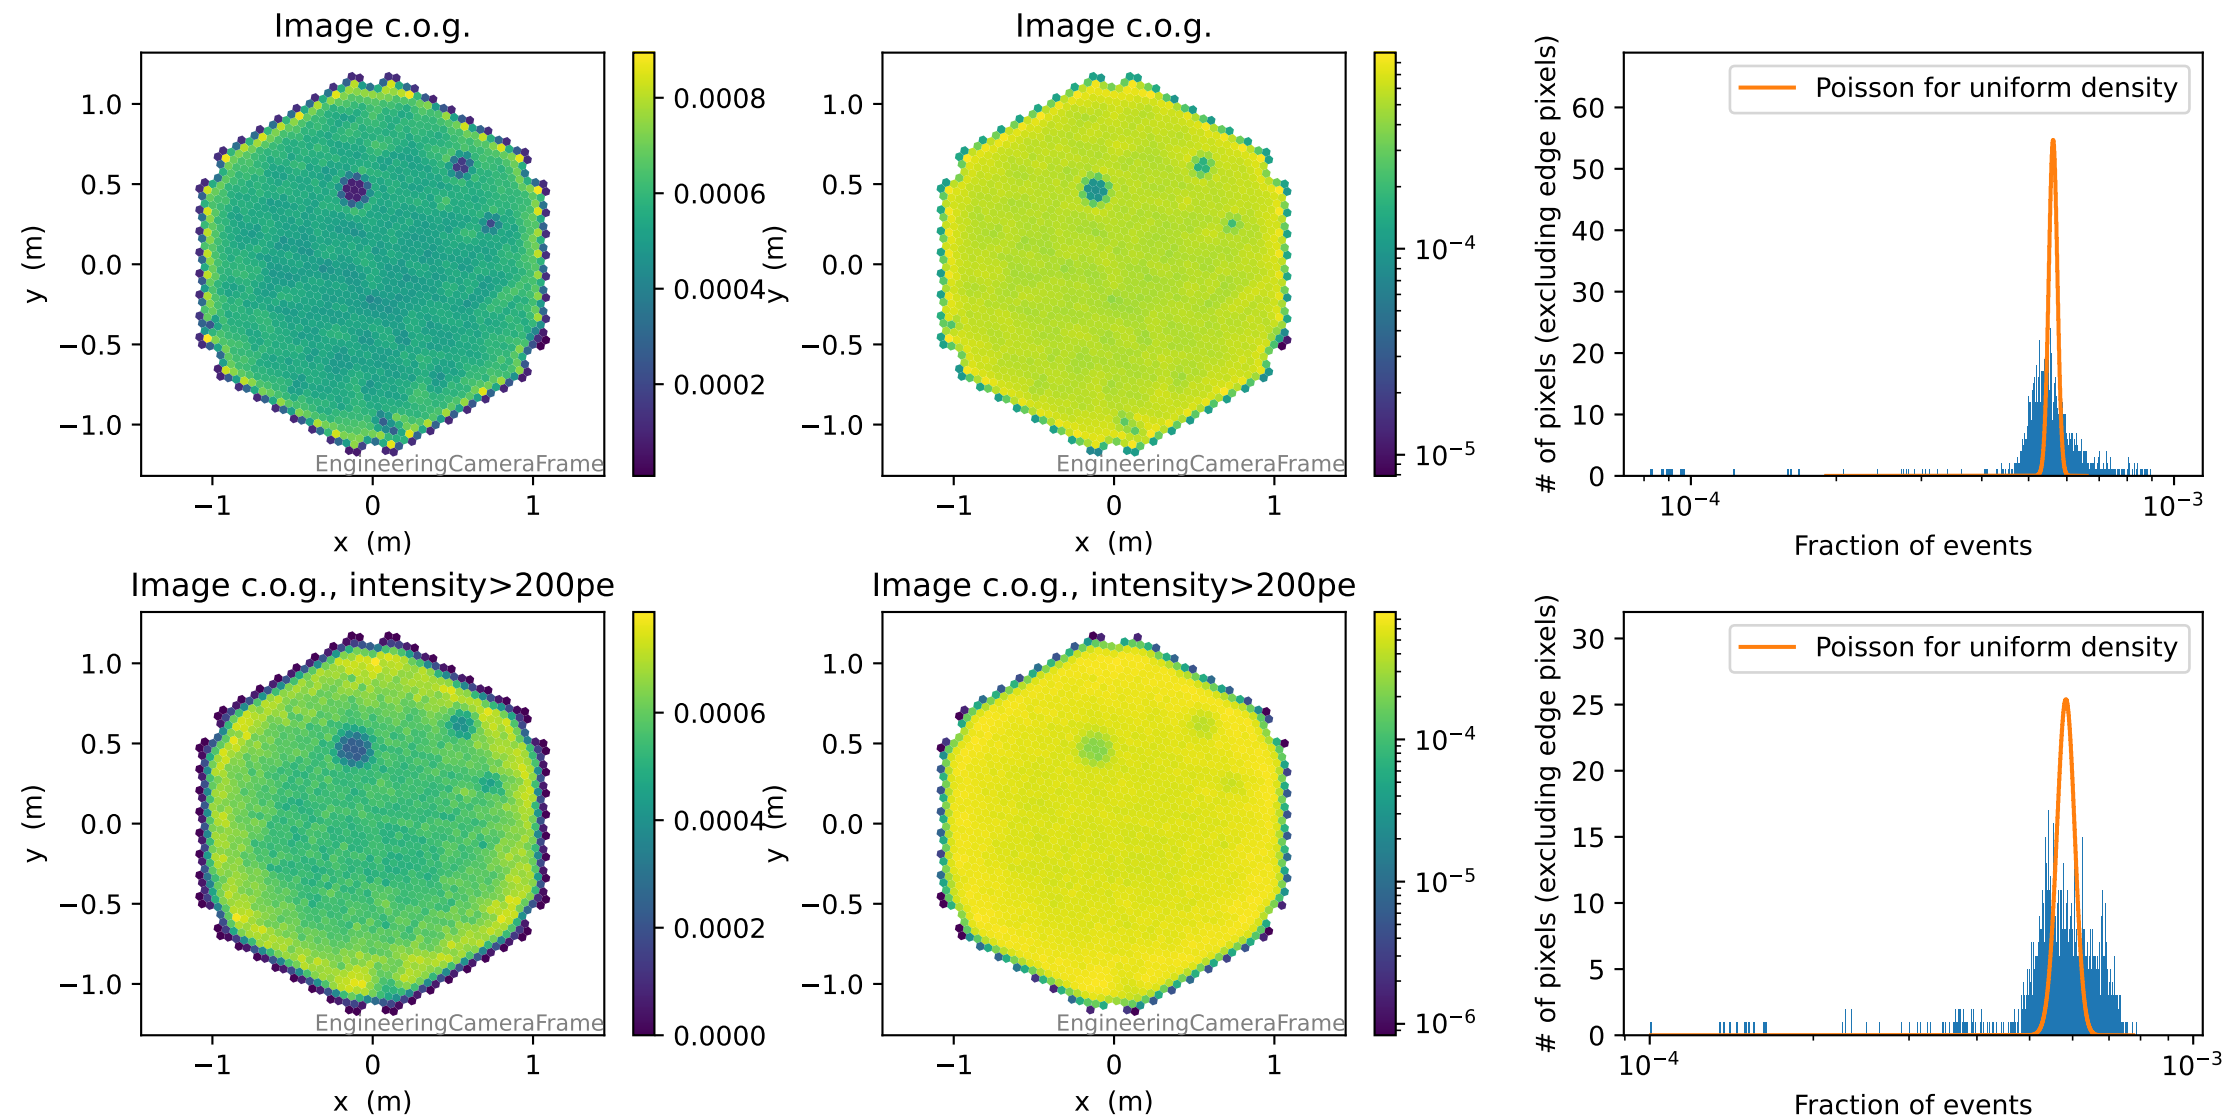 Image c.o.g.
1.0
0.5
0.0
−0.5
−1.0
y (m)
−1 0 1
x (m)
EngineeringCameraFrame
0.0008
0.0006
0.0004
0.0002
Image c.o.g.
1.0
0.5
0.0
−0.5
−1.0
y (m)
−1 0 1
x (m)
EngineeringCameraFrame
10⁻⁴
10⁻⁵
Poisson for uniform density
60
50
40
30
20
10
0
# of pixels (excluding edge pixels)
10⁻⁴ 10⁻³
Fraction of events
Image c.o.g., intensity>200pe
1.0
0.5
0.0
−0.5
−1.0
y (m)
−1 0 1
x (m)
EngineeringCameraFrame
0.0006
0.0004
0.0002
0.0000
Image c.o.g., intensity>200pe
1.0
0.5
0.0
−0.5
−1.0
y (m)
−1 0 1
x (m)
EngineeringCameraFrame
10⁻⁴
10⁻⁵
10⁻⁶
Poisson for uniform density
30
25
20
15
10
5
0
# of pixels (excluding edge pixels)
10⁻⁴ 10⁻³
Fraction of events